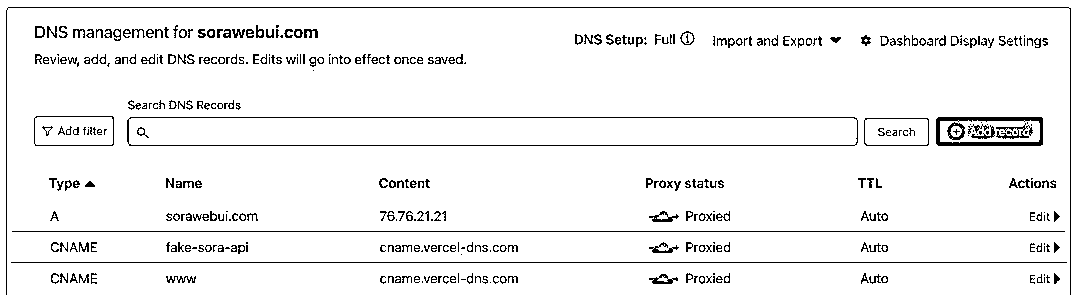 DNS management for sorawebui.com
DNS Setup: Full Import and Export Dashboard Display Settings
Review, add, and edit DNS records. Edits will go into effect once saved.
Search DNS Records
Add filter Search Add record
Type Name Content Proxy status TTL Actions
A sorawebui.com 76.76.21.21 Proxied Auto Edit
CNAME fake-sora-api cname.vercel-dns.com Proxied Auto Edit
CNAME www cname.vercel-dns.com Proxied Auto Edit